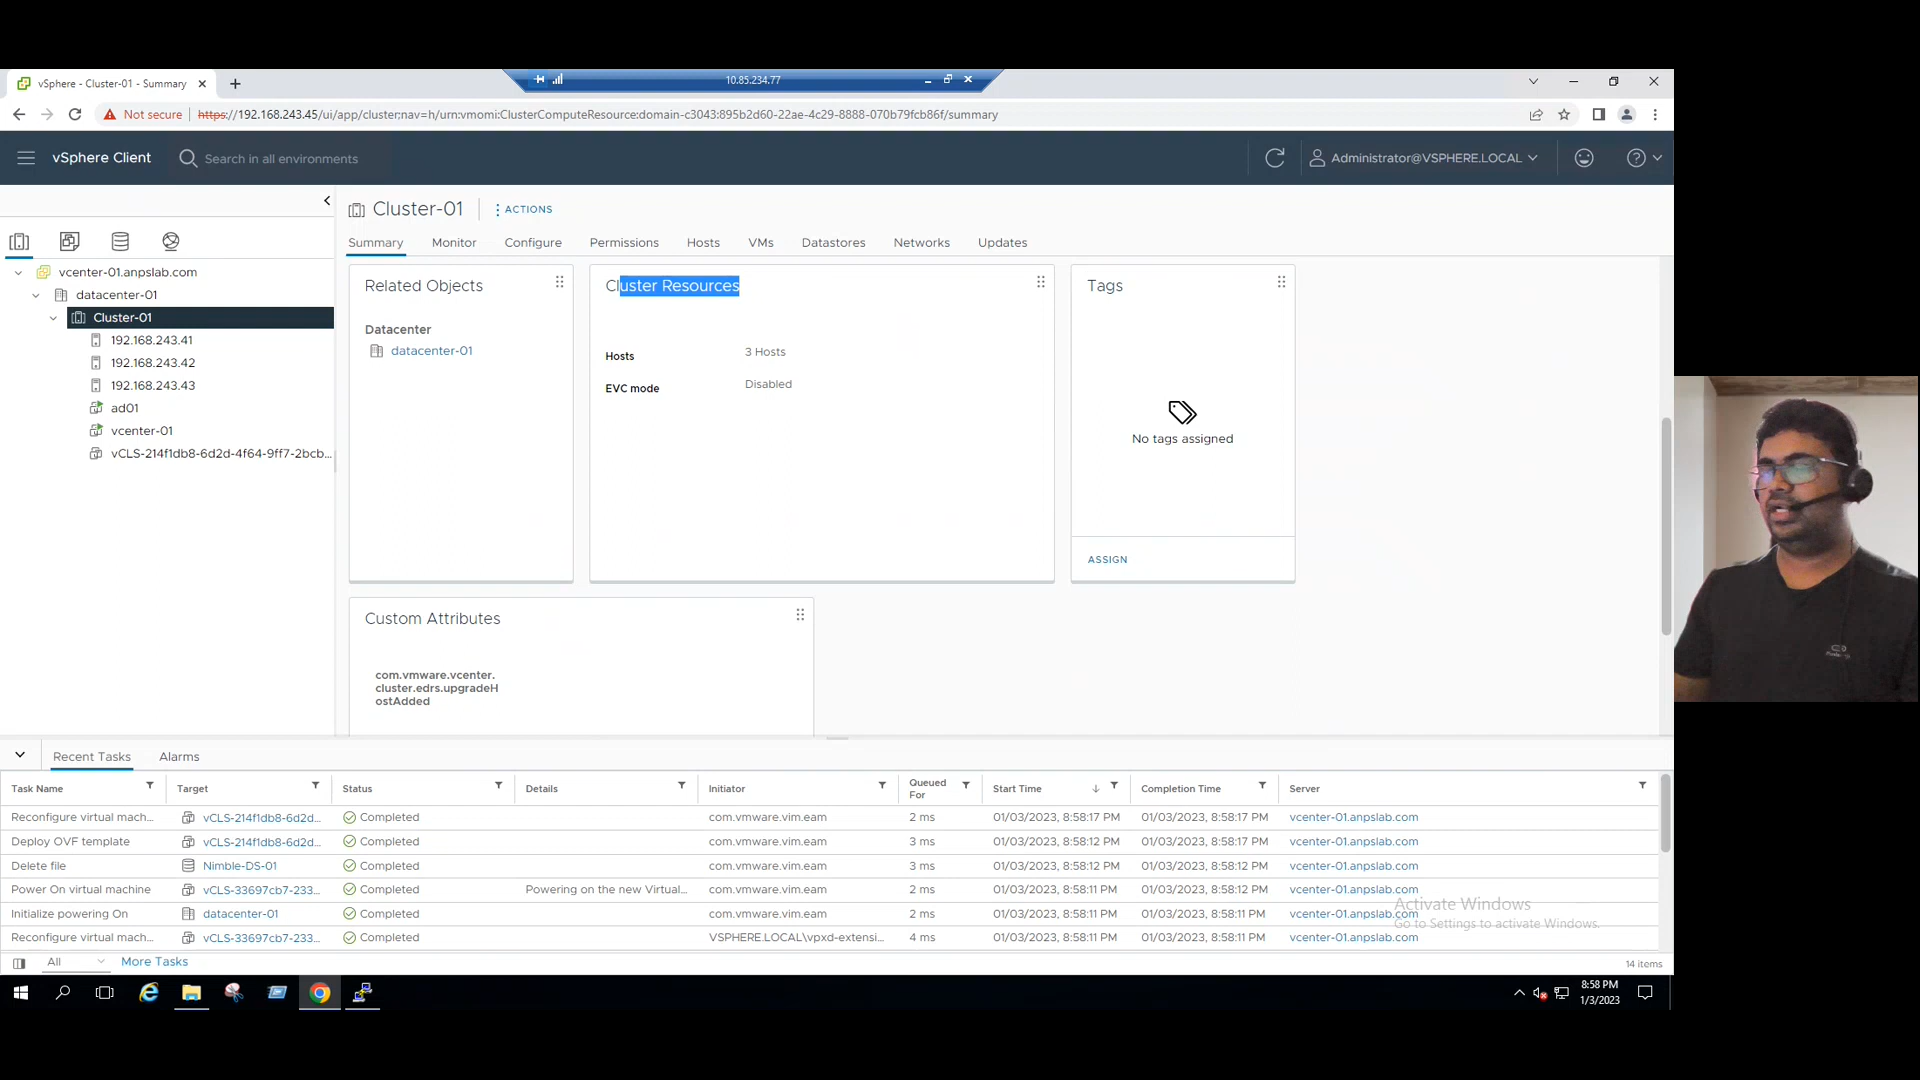 vSphere - Cluster-01 - Summary
10.85.234.77
Not secure
https://192.168.243.45/ui/app/cluster;nav=h/urn:vmomi:ClusterComputeResource:domain-c3043:895b2d60-22ae-4c29-8888-070b79fcb86f/summary
vSphere Client
Search in all environments
Administrator@VSPHERE.LOCAL
Cluster-01
ACTIONS
Summary Monitor Configure Permissions Hosts VMs Datastores Networks Updates
vcenter-01.anpslab.com
datacenter-01
Cluster-01
192.168.243.41
192.168.243.42
192.168.243.43
ad01
vcenter-01
vCLS-214f1db8-6d2d-4f64-9ff7-2bcb...
Related Objects
Datacenter
datacenter-01
Cluster Resources
Hosts 3 Hosts
EVC mode Disabled
Tags
No tags assigned
ASSIGN
Custom Attributes
com.vmware.vcenter.
cluster.edrs.upgradeH
ostAdded
Recent Tasks Alarms
Task Name Target Status Details Initiator Queued For Start Time Completion Time Server
Reconfigure virtual mach... vCLS-214f1db8-6d2d... Completed com.vmware.vim.eam 2 ms 01/03/2023, 8:58:17 PM 01/03/2023, 8:58:17 PM vcenter-01.anpslab.com
Deploy OVF template vCLS-214f1db8-6d2d... Completed com.vmware.vim.eam 3 ms 01/03/2023, 8:58:12 PM 01/03/2023, 8:58:17 PM vcenter-01.anpslab.com
Delete file Nimble-DS-01 Completed com.vmware.vim.eam 3 ms 01/03/2023, 8:58:12 PM 01/03/2023, 8:58:12 PM vcenter-01.anpslab.com
Power On virtual machine vCLS-33697cb7-233... Completed Powering on the new Virtual... com.vmware.vim.eam 2 ms 01/03/2023, 8:58:11 PM 01/03/2023, 8:58:12 PM vcenter-01.anpslab.com
Initialize powering On datacenter-01 Completed com.vmware.vim.eam 2 ms 01/03/2023, 8:58:11 PM 01/03/2023, 8:58:11 PM vcenter-01.anpslab.com
Reconfigure virtual mach... vCLS-33697cb7-233... Completed VSPHERE.LOCAL\vpxd-extensi... 4 ms 01/03/2023, 8:58:11 PM 01/03/2023, 8:58:11 PM vcenter-01.anpslab.com
Activate Windows
Go to Settings to activate Windows.
All More Tasks
14 items
8:58 PM
1/3/2023